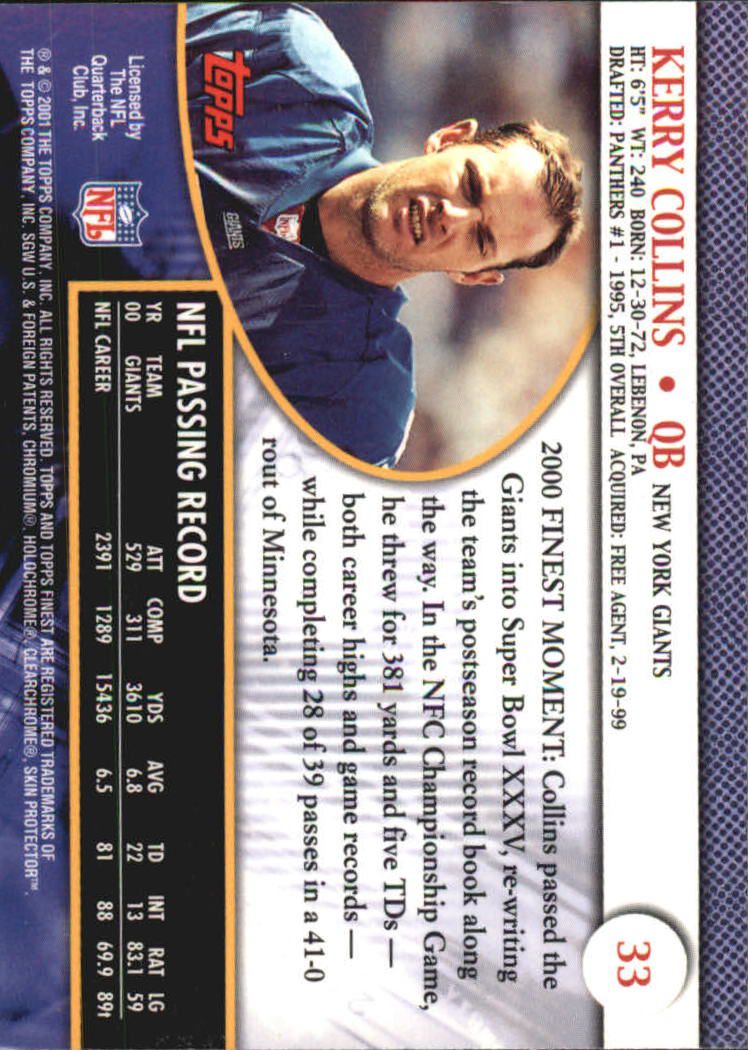 KERRY COLLINS • QB NEW YORK GIANTS
33
HT: 6'5" WT: 240 BORN: 12-30-72, LEBENON, PA
DRAFTED: PANTHERS #1 - 1995, 5TH OVERALL ACQUIRED: FREE AGENT, 2-19-99
2000 FINEST MOMENT: Collins passed the
Giants into Super Bowl XXXV, re-writing
the team's postseason record book along
the way. In the NFC Championship Game,
he threw for 381 yards and five TDs —
both career highs and game records —
while completing 28 of 39 passes in a 41-0
rout of Minnesota.
GIANTS
NFL
topps
NFL PASSING RECORD
YR TEAM ATT COMP YDS AVG TD INT RAT LG
00 GIANTS 529 311 3610 6.8 22 13 83.1 59
NFL CAREER 2391 1289 15436 6.5 81 88 69.9 89t
Licensed by
The NFL
Quarterback
Club, Inc.
NFL
® & © 2001 THE TOPPS COMPANY, INC. ALL RIGHTS RESERVED. TOPPS AND TOPPS FINEST ARE REGISTERED TRADEMARKS OF
THE TOPPS COMPANY, INC. SGW U.S. & FOREIGN PATENTS, CHROMIUM®, HOLOCHROME®, CLEARCHROME®, SKIN PROTECTOR™.